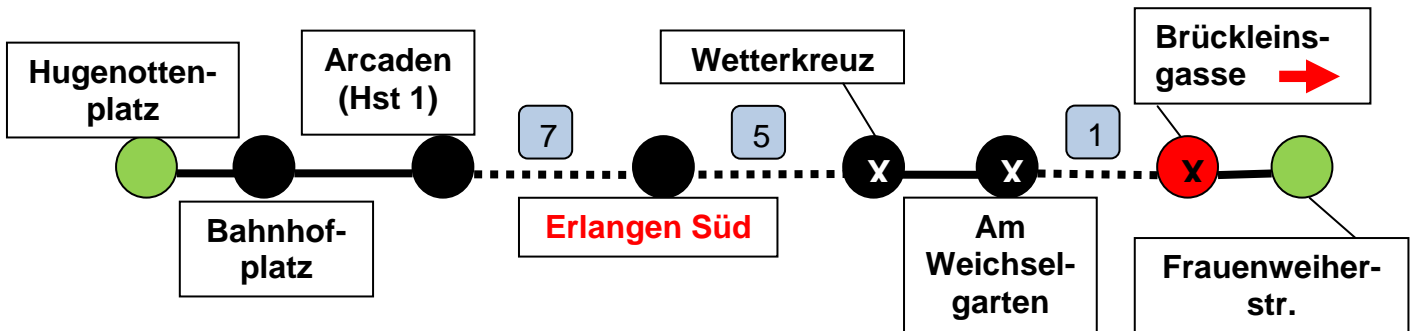 Hugenotten-
platz
Bahnhof-
platz
Arcaden
(Hst 1)
7
Erlangen Süd
5
Wetterkreuz
x
x
Am
Weichsel-
garten
1
Brückleins-
gasse
x
Frauenweiher-
str.